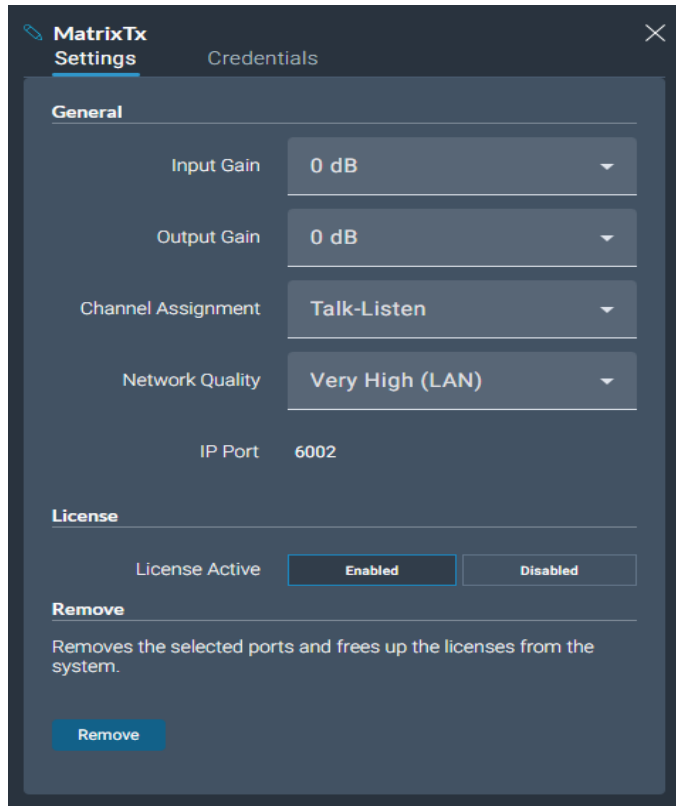 MatrixTx
Settings Credentials
General
Input Gain 0 dB
Output Gain 0 dB
Channel Assignment Talk-Listen
Network Quality Very High (LAN)
IP Port 6002
License
License Active Enabled Disabled
Remove
Removes the selected ports and frees up the licenses from the
system.
Remove